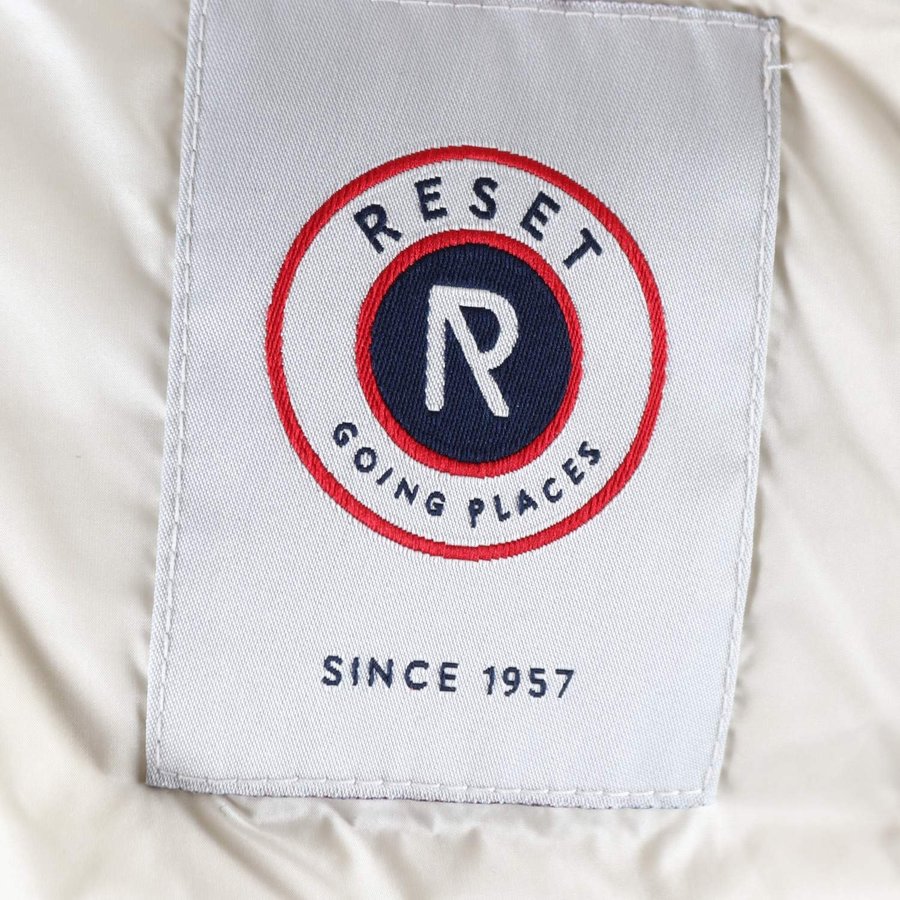 RESET
R
GOING PLACES
SINCE 1957